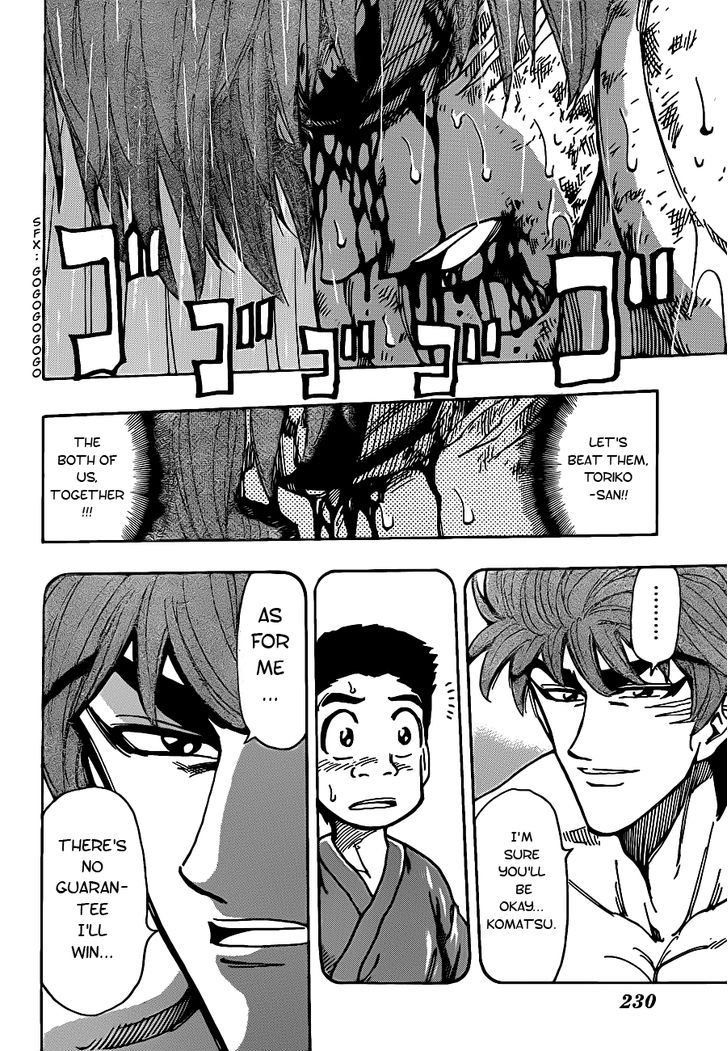 SFX: GOGOGOGOGO
ゴ
ゴ
ゴ
ゴ
ゴ
LET'S
BEAT THEM,
TORIKO
-SAN!!
THE
BOTH OF
US,
TOGETHER
!!!
........
I'M
SURE
YOU'LL
BE
OKAY...
KOMATSU.
AS
FOR
ME
...
THERE'S
NO
GUARAN-
TEE
I'LL
WIN...
230